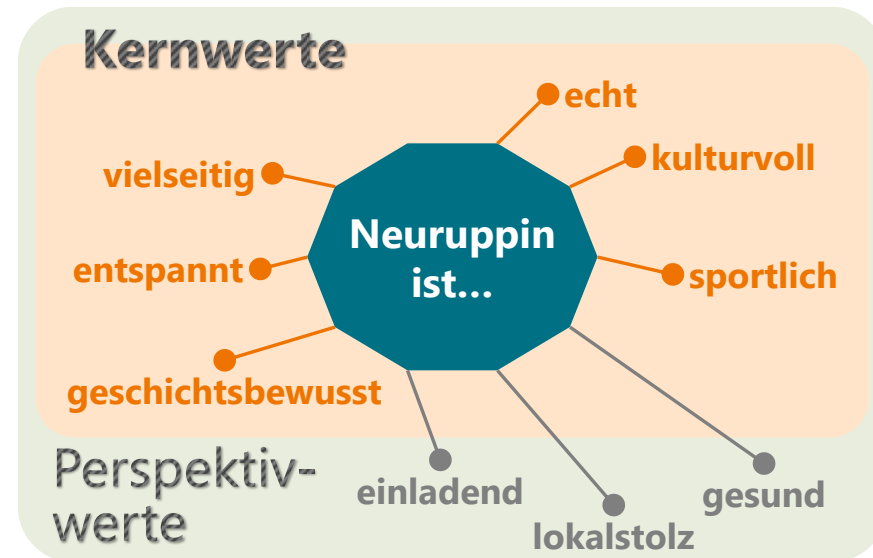 Kernwerte
echt
kulturvoll
vielseitig
Neuruppin
ist…
entspannt
sportlich
geschichtsbewusst
Perspektiv-
werte
einladend
gesund
lokalstolz